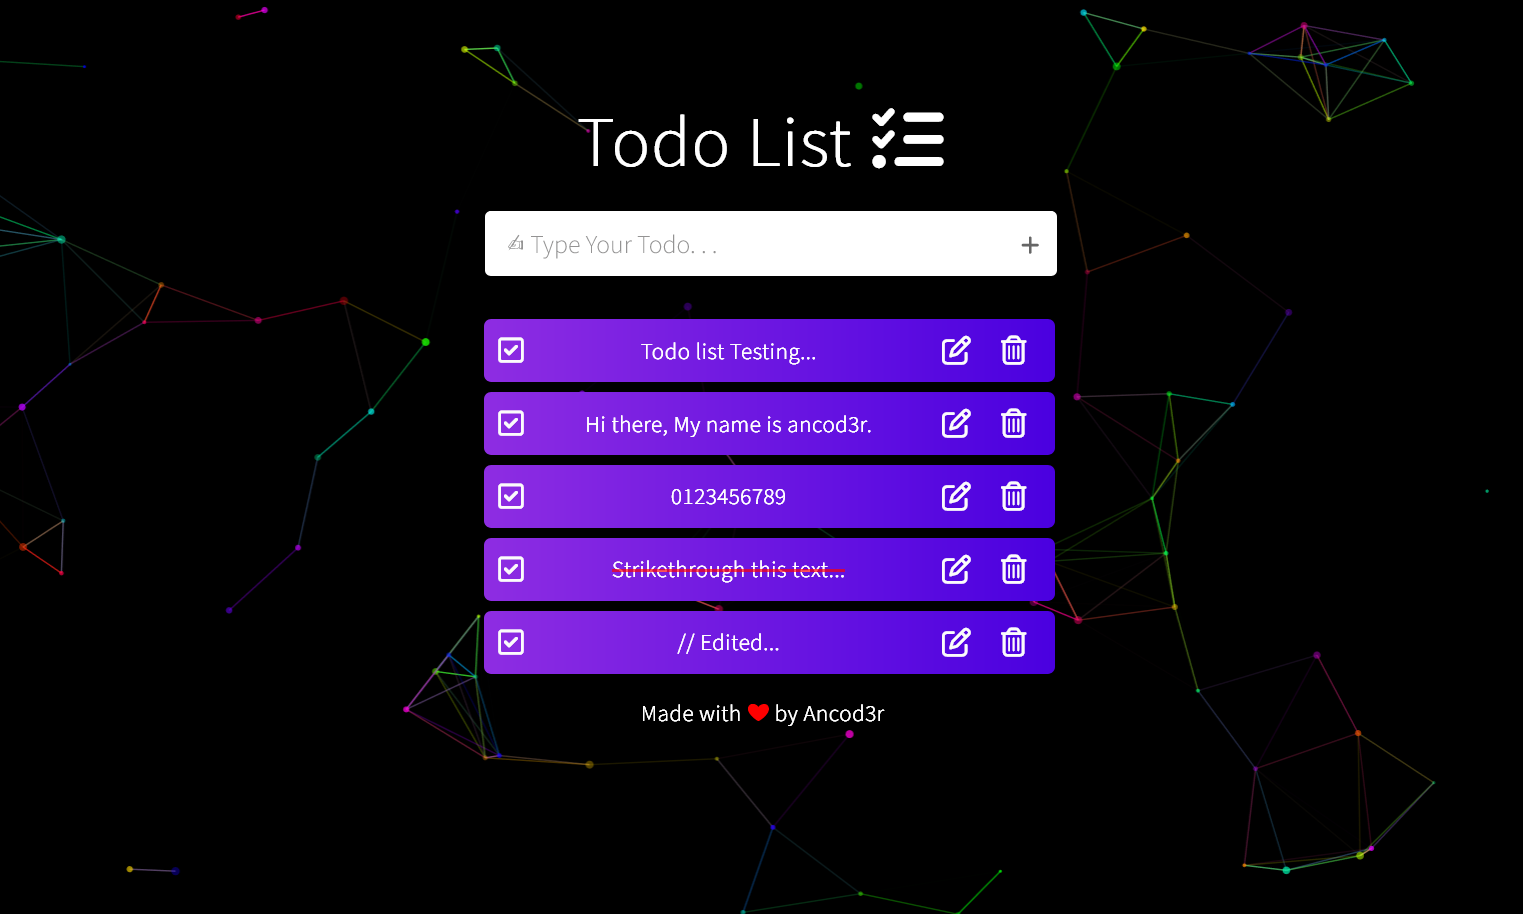 Todo List
✍ Type Your Todo. . .
Todo list Testing...
Hi there, My name is ancod3r.
0123456789
Strikethrough this text...
// Edited...
Made with ❤ by Ancod3r